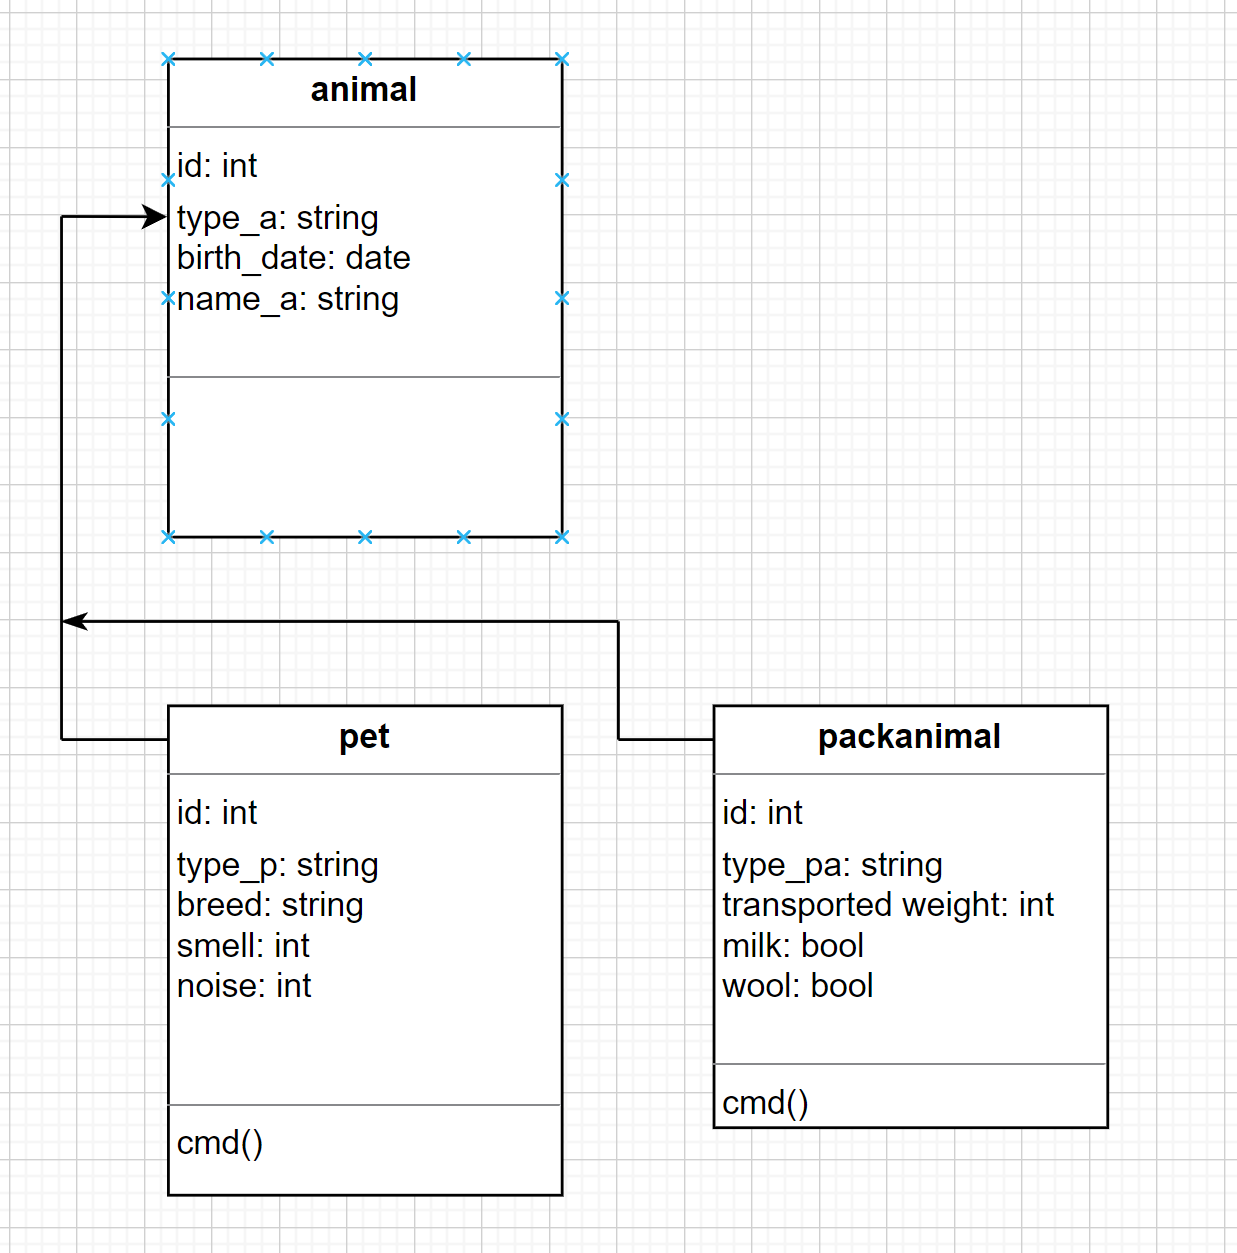 animal
id: int
type_a: string
birth_date: date
name_a: string
pet
id: int
type_p: string
breed: string
smell: int
noise: int
cmd()
packanimal
id: int
type_pa: string
transported weight: int
milk: bool
wool: bool
cmd()